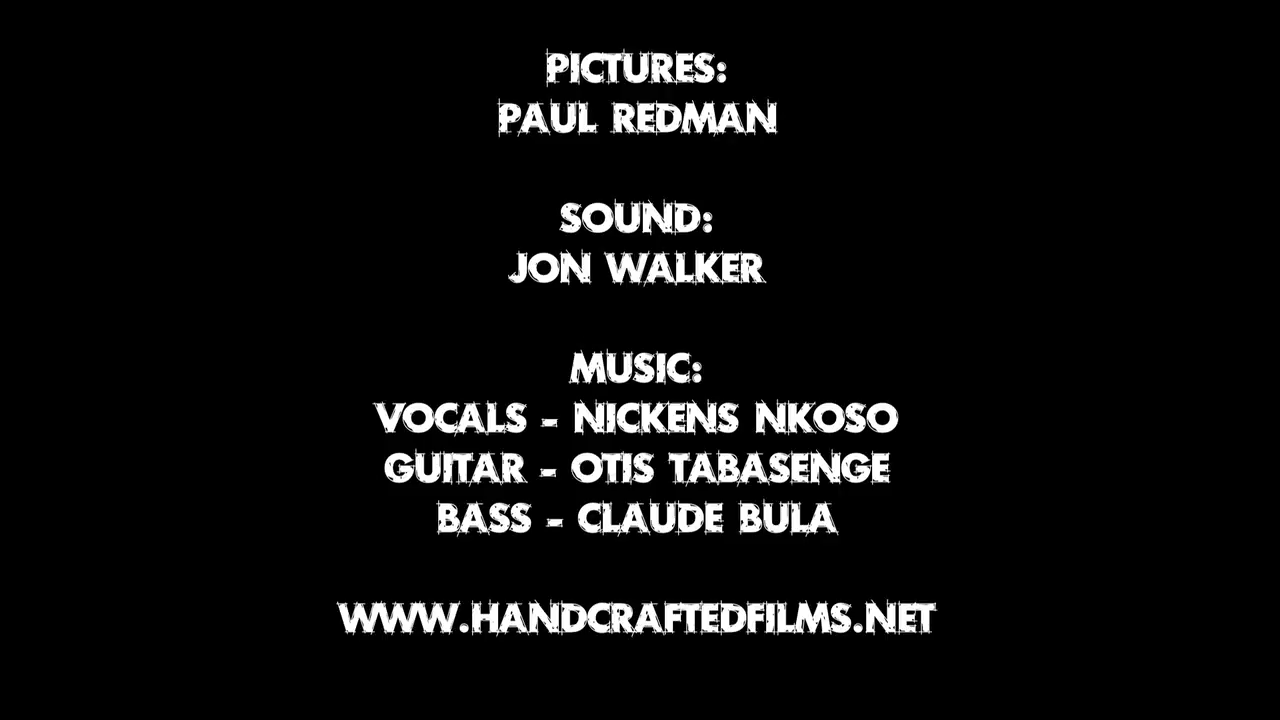 PICTURES:
PAUL REDMAN
SOUND:
JON WALKER
MUSIC:
VOCALS - NICKENS NKOSO
GUITAR - OTIS TABASENGE
BASS - CLAUDE BULA
WWW.HANDCRAFTEDFILMS.NET